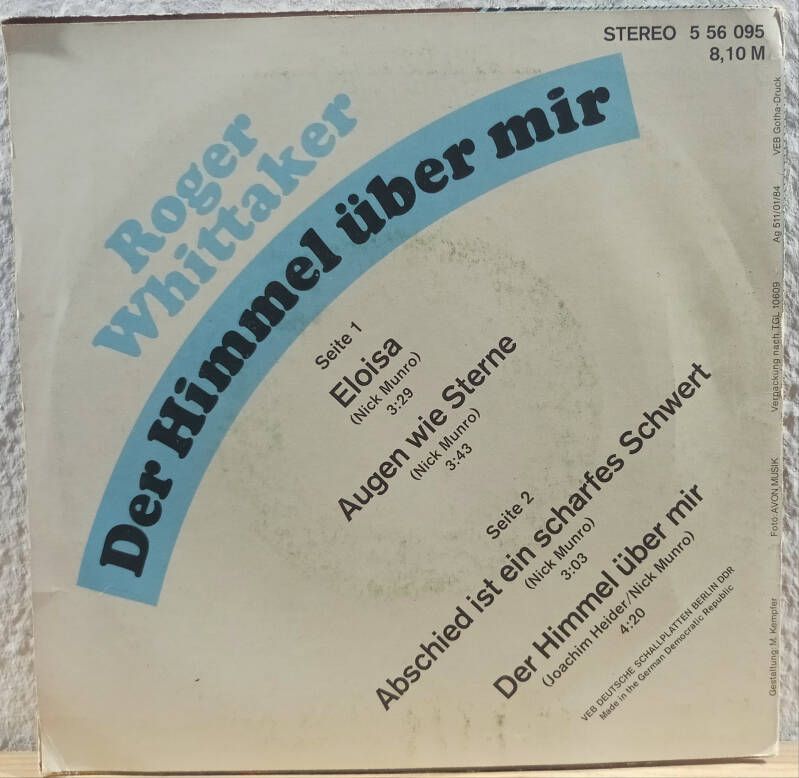 STEREO 5 56 095
8,10 M
Roger
Whittaker
Der Himmel über mir
Seite 1
Eloisa
(Nick Munro)
3:29
Augen wie Sterne
(Nick Munro)
3:43
Seite 2
Abschied ist ein scharfes Schwert
(Nick Munro)
3:03
Der Himmel über mir
(Joachim Heider/Nick Munro)
4:20
VEB DEUTSCHE SCHALLPLATTEN BERLIN DDR
Made in the German Democratic Republic
Gestaltung: M. Kempfer Foto: AVON MUSIK Verpackung nach TGL 10609 Ag 511/01/84 VEB Gotha-Druck